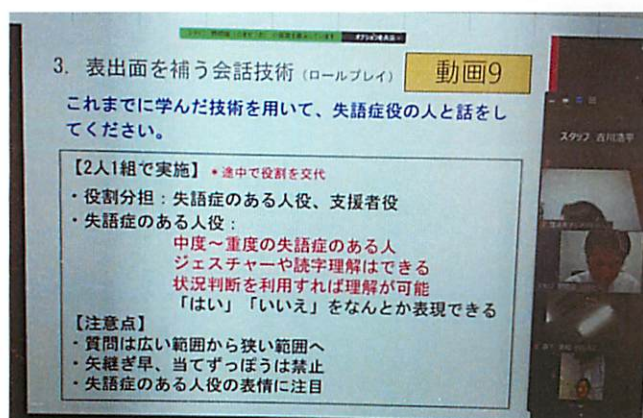 オプションを表示
3. 表出面を補う会話技術（ロールプレイ）
動画9
これまでに学んだ技術を用いて、失語症役の人と話をし
てください。
【2人1組で実施】＊途中で役割を交代
・役割分担：失語症のある人役、支援者役
・失語症のある人役：
中度～重度の失語症のある人
ジェスチャーや読字理解はできる
状況判断を利用すれば理解が可能
「はい」「いいえ」をなんとか表現できる
【注意点】
・質問は広い範囲から狭い範囲へ
・矢継ぎ早、当てずっぽうは禁止
・失語症のある人役の表情に注目
スタッフ 吉川浩平